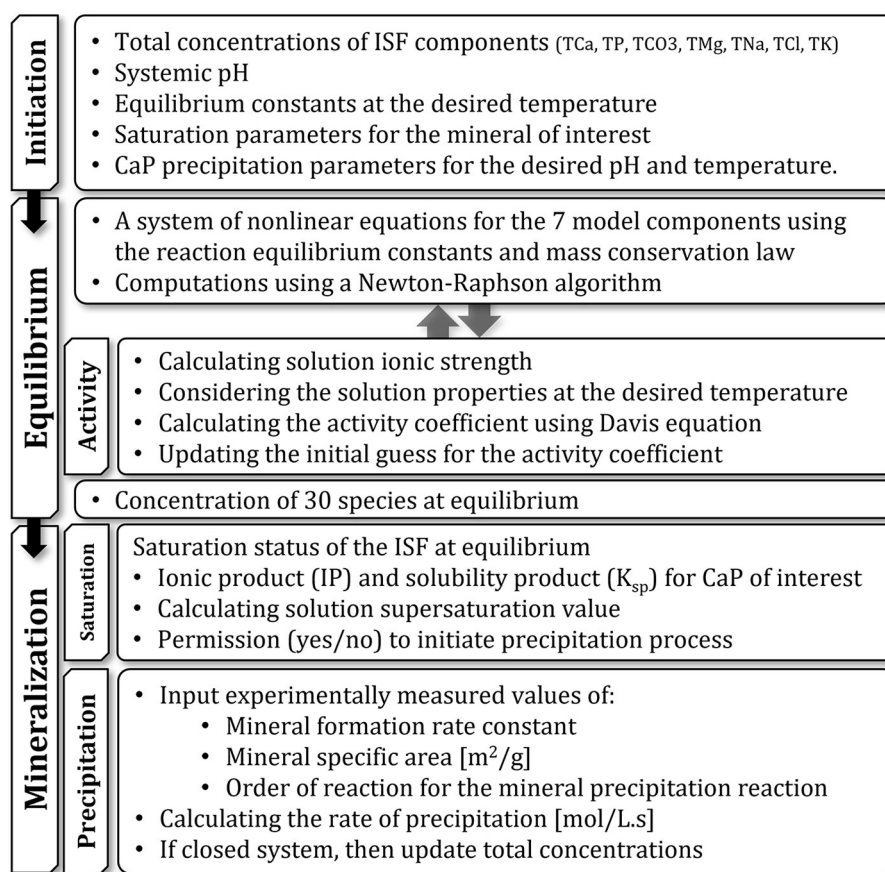 Initiation
• Total concentrations of ISF components (TCa, TP, TCO3, TMg, TNa, TCl, TK)
• Systemic pH
• Equilibrium constants at the desired temperature
• Saturation parameters for the mineral of interest
• CaP precipitation parameters for the desired pH and temperature.
Equilibrium
• A system of nonlinear equations for the 7 model components using
the reaction equilibrium constants and mass conservation law
• Computations using a Newton-Raphson algorithm
Activity
• Calculating solution ionic strength
• Considering the solution properties at the desired temperature
• Calculating the activity coefficient using Davis equation
• Updating the initial guess for the activity coefficient
• Concentration of 30 species at equilibrium
Mineralization
Saturation
Saturation status of the ISF at equilibrium
• Ionic product (IP) and solubility product (Ksp) for CaP of interest
• Calculating solution supersaturation value
• Permission (yes/no) to initiate precipitation process
Precipitation
• Input experimentally measured values of:
• Mineral formation rate constant
• Mineral specific area [m²/g]
• Order of reaction for the mineral precipitation reaction
• Calculating the rate of precipitation [mol/L.s]
• If closed system, then update total concentrations